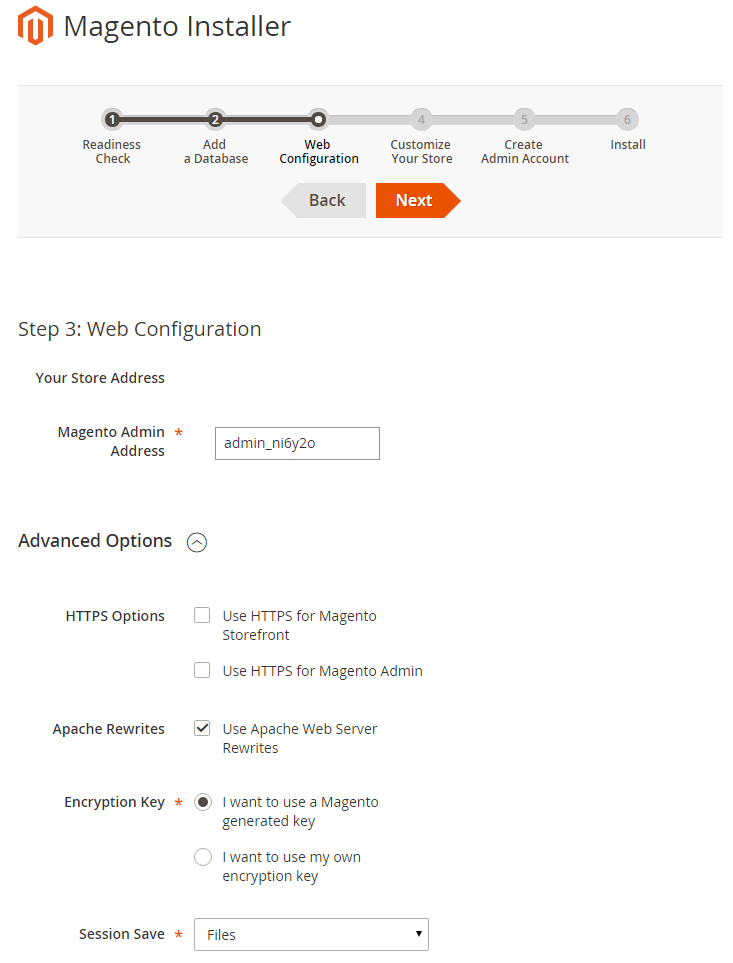 Magento Installer
1 2 4 5 6
Readiness Check
Add a Database
Web Configuration
Customize Your Store
Create Admin Account
Install
Back
Next
Step 3: Web Configuration
Your Store Address
Magento Admin * admin_ni6y2o
Address
Advanced Options
HTTPS Options Use HTTPS for Magento
Storefront
Use HTTPS for Magento Admin
Apache Rewrites Use Apache Web Server
Rewrites
Encryption Key * I want to use a Magento
generated key
I want to use my own
encryption key
Session Save * Files